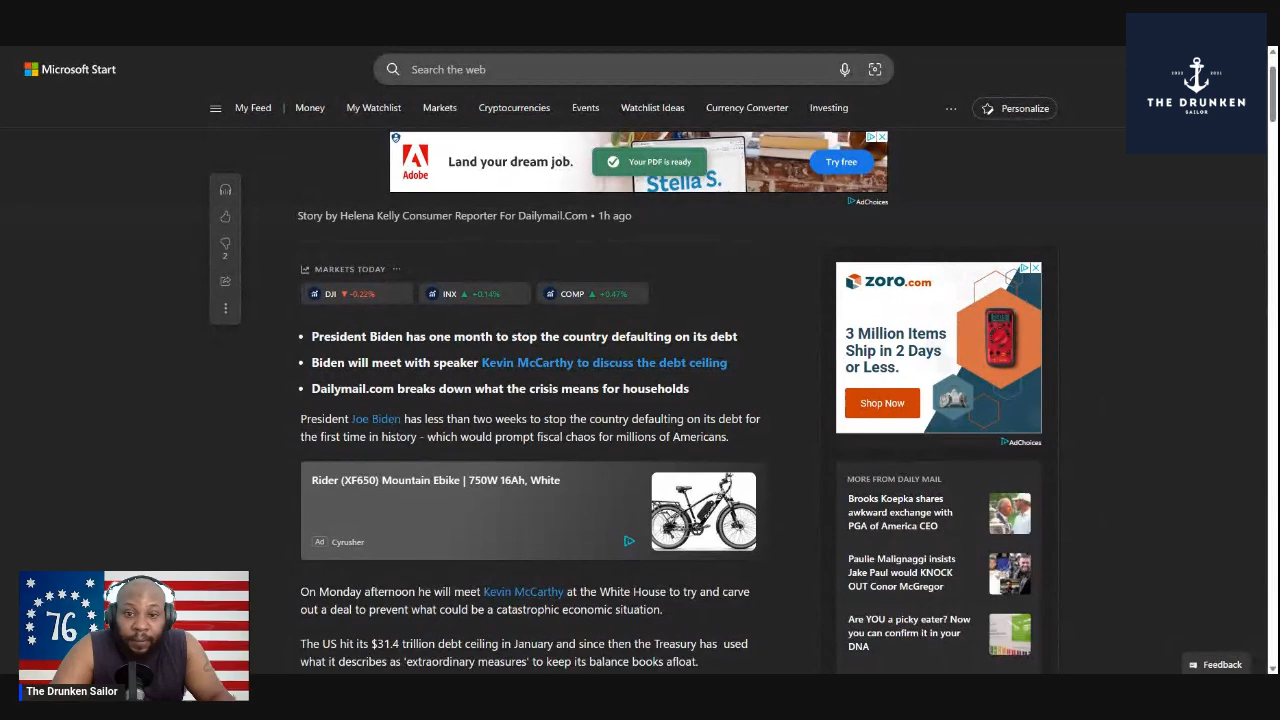 Microsoft Start
Search the web
My Feed
Money
My Watchlist
Markets
Cryptocurrencies
Events
Watchlist Ideas
Currency Converter
Investing
...
Personalize
THE DRUNKEN
SAILOR
Adobe
Land your dream job.
Your PDF is ready
Stella S.
Try free
AdChoices
Story by Helena Kelly Consumer Reporter For Dailymail.Com • 1h ago
2
MARKETS TODAY ...
DJI ▼ -0.22%
INX ▲ +0.14%
COMP ▲ +0.47%
• President Biden has one month to stop the country defaulting on its debt
• Biden will meet with speaker Kevin McCarthy to discuss the debt ceiling
• Dailymail.com breaks down what the crisis means for households
President Joe Biden has less than two weeks to stop the country defaulting on its debt for
the first time in history - which would prompt fiscal chaos for millions of Americans.
Rider (XF650) Mountain Ebike | 750W 16Ah, White
Ad Cyrusher
On Monday afternoon he will meet Kevin McCarthy at the White House to try and carve
out a deal to prevent what could be a catastrophic economic situation.
The US hit its $31.4 trillion debt ceiling in January and since then the Treasury has used
what it describes as 'extraordinary measures' to keep its balance books afloat.
zoro.com
3 Million Items
Ship in 2 Days
or Less.
Shop Now
AdChoices
MORE FROM DAILY MAIL
Brooks Koepka shares
awkward exchange with
PGA of America CEO
Paulie Malignaggi insists
Jake Paul would KNOCK
OUT Conor McGregor
Are YOU a picky eater? Now
you can confirm it in your
DNA
Feedback
76
The Drunken Sailor